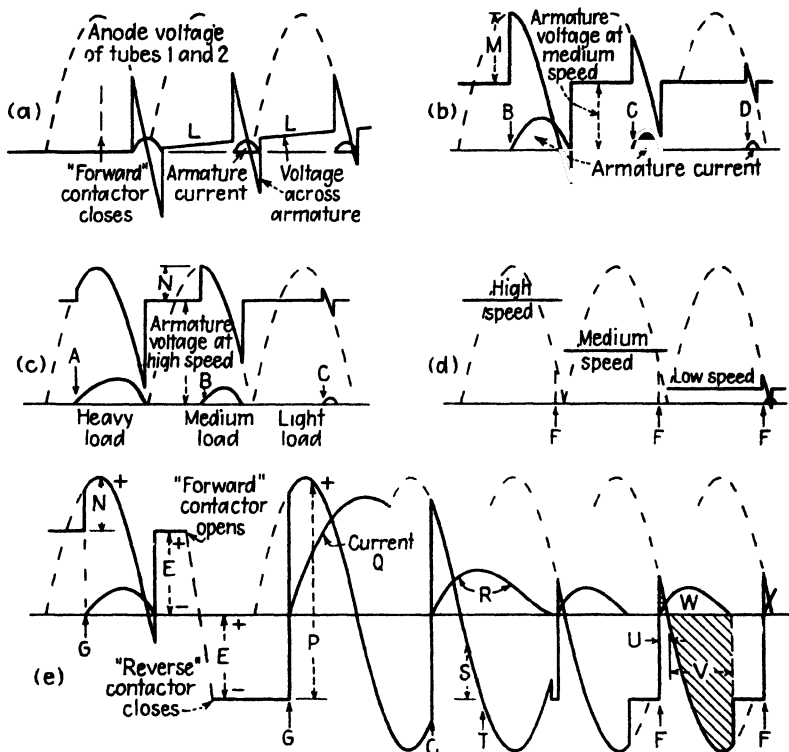 Anode voltage
of tubes 1 and 2
(a)
L
L
"Forward"
contactor
closes
Armature
current
Voltage
across
armature
M
Armature
voltage at
medium
speed
(b)
B
C
D
Armature current
N
(c)
A
Armature
voltage at
high speed
B
C
Heavy
load
Medium
load
Light
load
High
speed
(d)
Medium
speed
Low speed
F
F
F
N
+
"Forward"
contactor
opens
+
E
-
G
+
E
-
(e)
"Reverse"
contactor
closes
+
Current
Q
P
G
R
S
C
T
U
W
V
F
F